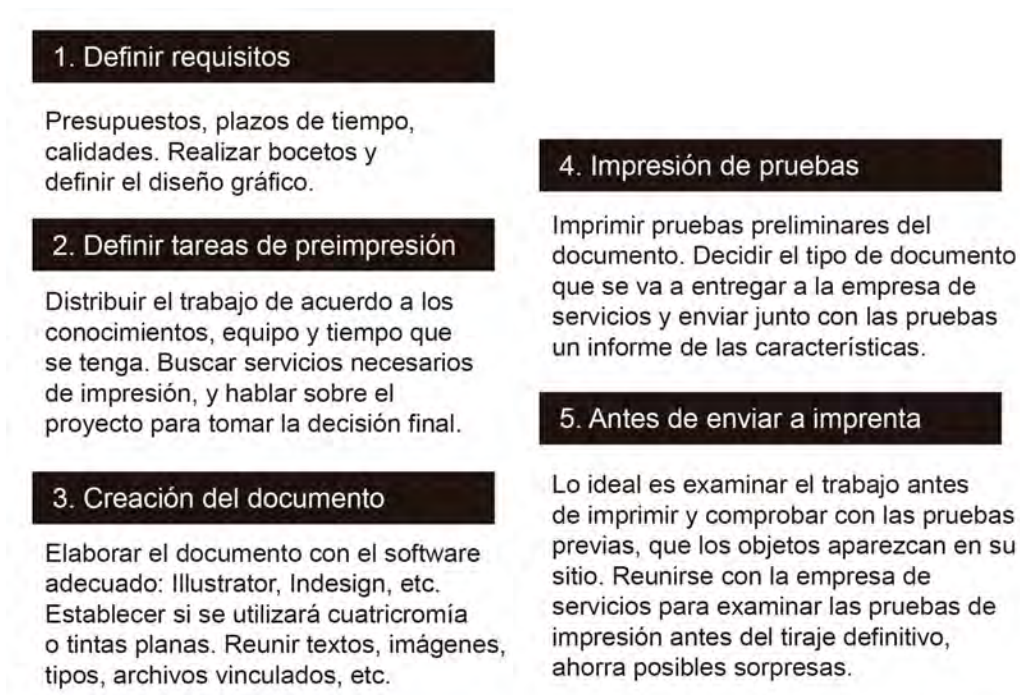 1. Definir requisitos
Presupuestos, plazos de tiempo,
calidades. Realizar bocetos y
definir el diseño gráfico.
2. Definir tareas de preimpresión
Distribuir el trabajo de acuerdo a los
conocimientos, equipo y tiempo que
se tenga. Buscar servicios necesarios
de impresión, y hablar sobre el
proyecto para tomar la decisión final.
3. Creación del documento
Elaborar el documento con el software
adecuado: Illustrator, Indesign, etc.
Establecer si se utilizará cuatricromía
o tintas planas. Reunir textos, imágenes,
tipos, archivos vinculados, etc.
4. Impresión de pruebas
Imprimir pruebas preliminares del
documento. Decidir el tipo de documento
que se va a entregar a la empresa de
servicios y enviar junto con las pruebas
un informe de las características.
5. Antes de enviar a imprenta
Lo ideal es examinar el trabajo antes
de imprimir y comprobar con las pruebas
previas, que los objetos aparezcan en su
sitio. Reunirse con la empresa de
servicios para examinar las pruebas de
impresión antes del tiraje definitivo,
ahorra posibles sorpresas.